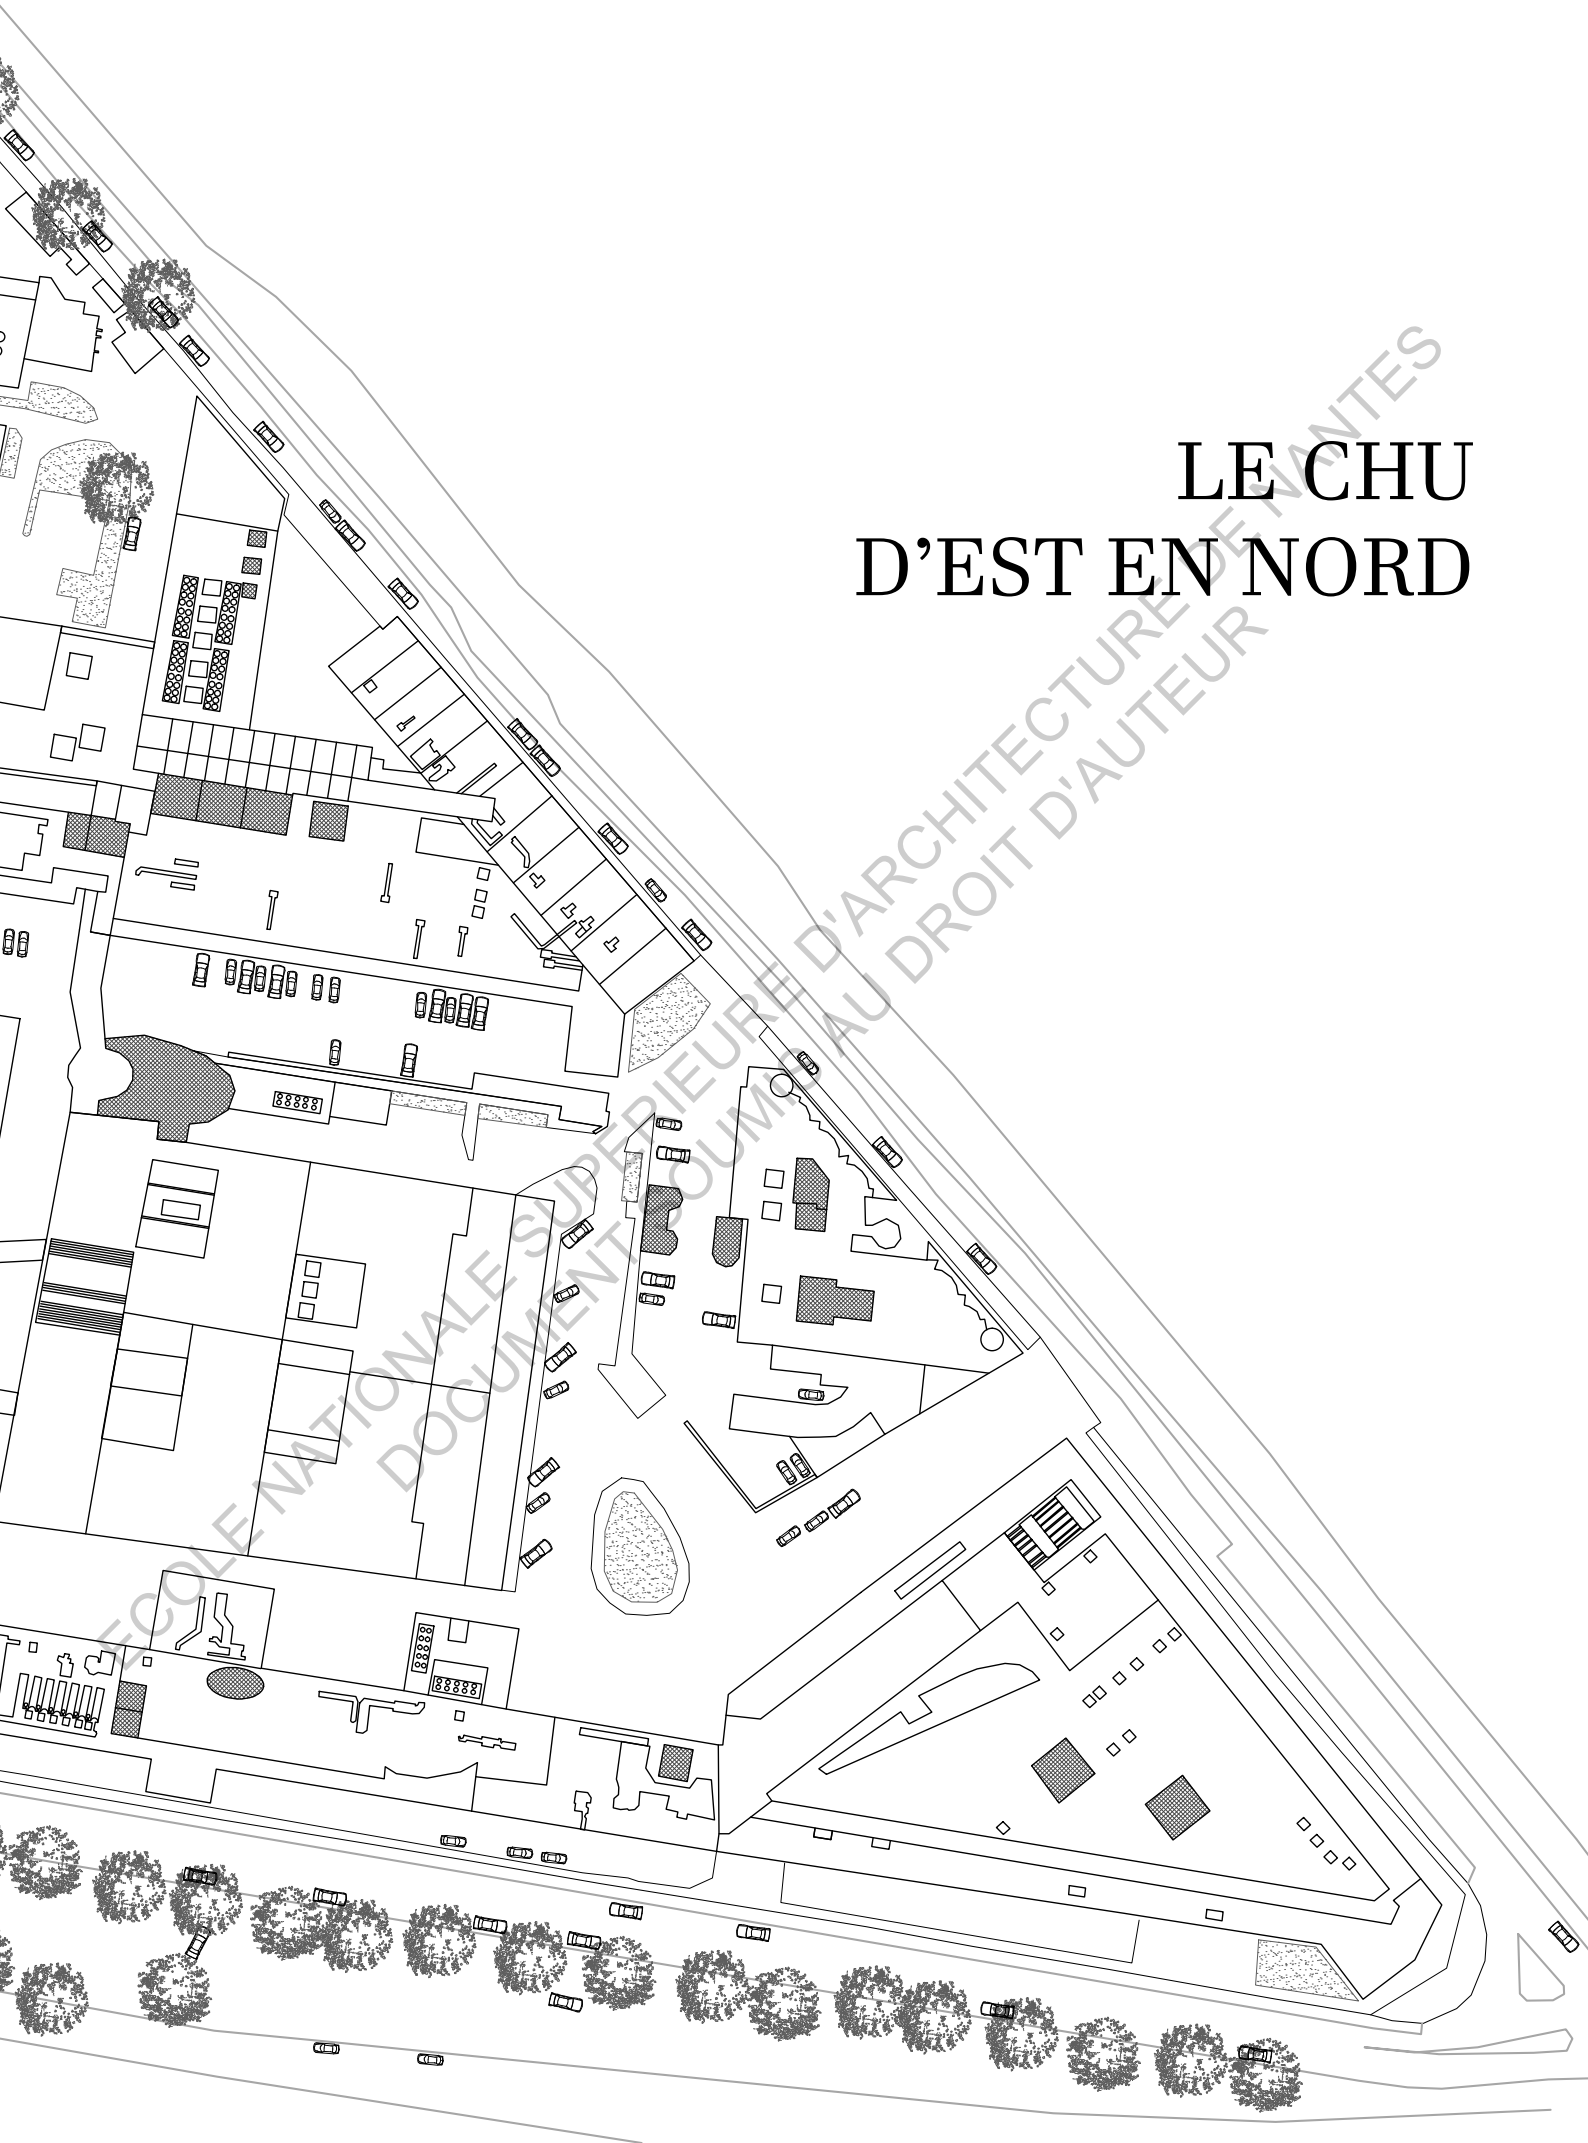 LE CHU
D’EST EN NORD
ECOLE NATIONALE SUPERIEURE D'ARCHITECTURE DE NANTES
DOCUMENT SOUMIS AU DROIT D'AUTEUR